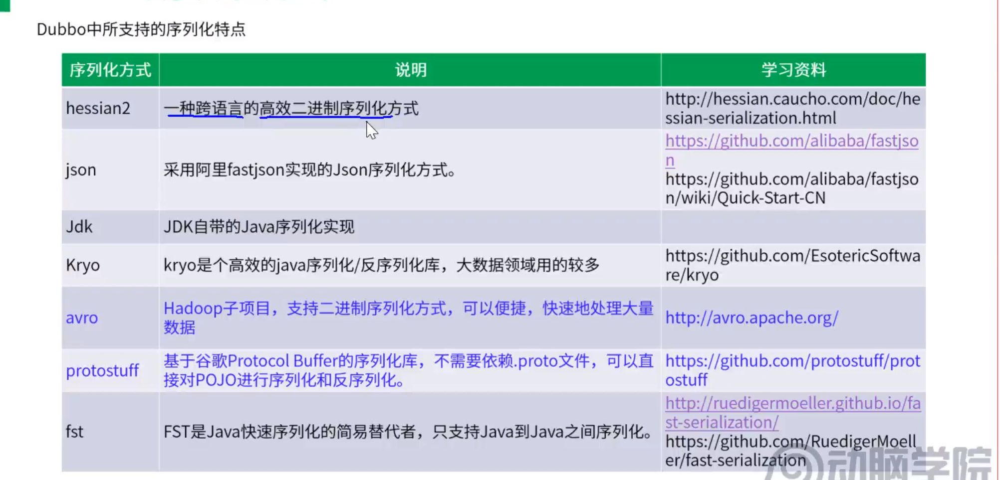 Dubbo中所支持的序列化特点
序列化方式 说明 学习资料
hessian2 一种跨语言的高效二进制序列化方式 http://hessian.caucho.com/doc/he
ssian-serialization.html
json 采用阿里fastjson实现的Json序列化方式。 https://github.com/alibaba/fastjso
n
https://github.com/alibaba/fastjso
n/wiki/Quick-Start-CN
Jdk JDK自带的Java序列化实现
Kryo kryo是个高效的java序列化/反序列化库，大数据领域用的较多 https://github.com/EsotericSoftwa
re/kryo
avro Hadoop子项目，支持二进制序列化方式，可以便捷，快速地处理大量
数据 http://avro.apache.org/
protostuff 基于谷歌Protocol Buffer的序列化库，不需要依赖.proto文件，可以直
接对POJO进行序列化和反序列化。 https://github.com/protostuff/prot
ostuff
fst FST是Java快速序列化的简易替代者，只支持Java到Java之间序列化。 http://ruedigermoeller.github.io/fa
st-serialization/
https://github.com/RuedigerMoell
er/fast-serialization
动脑学院